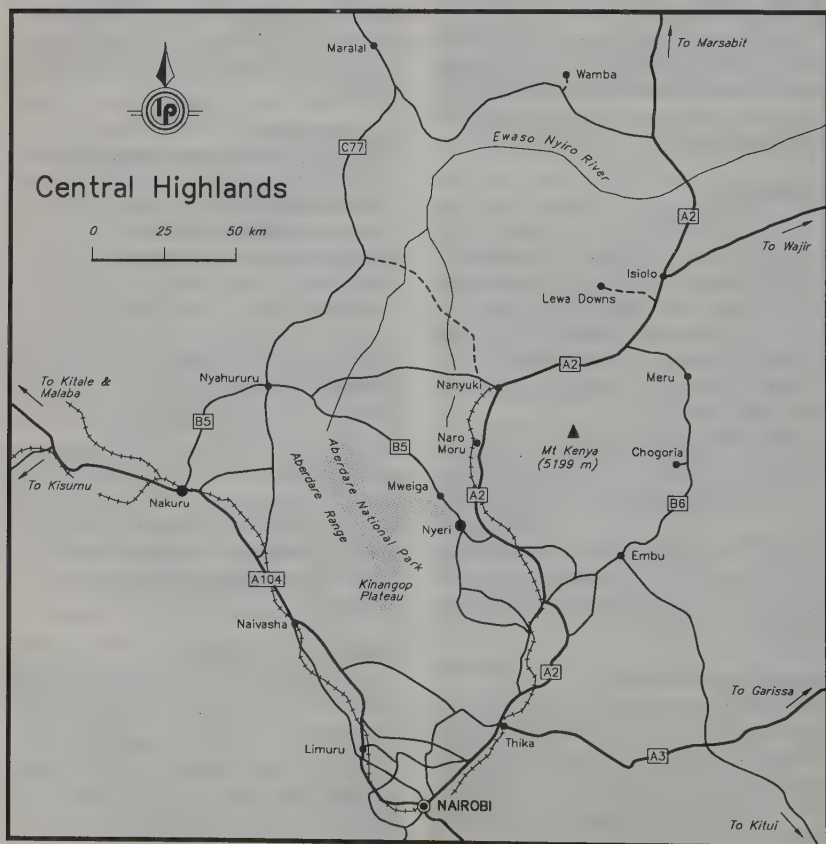 To Marsabit
Maralal
Wamba
lp
Ewaso Nyiro River
C77
Central Highlands
0 25 50 km
A2
To Wajir
Isiolo
Lewa Downs
A2
To Kitale &
Malaba
Nyahururu
Nanyuki
Meru
B5
Naro
Moru
Mt Kenya
(5199 m)
B5
Chogoria
To Kisumu
Nakuru
Aberdare National Park
Aberdare Range
Mweiga
A2
B6
Nyeri
Embu
A104
Kinangop
Plateau
Naivasha
A2
To Garissa
Limuru
Thika
A3
NAIROBI
To Kitui